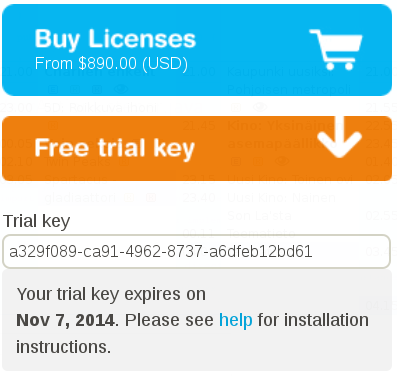 Buy Licenses
From $890.00 (USD)
Free trial key
Trial key
a329f089-ca91-4962-8737-a6dfeb12bd61
Your trial key expires on
Nov 7, 2014. Please see help for installation
instructions.